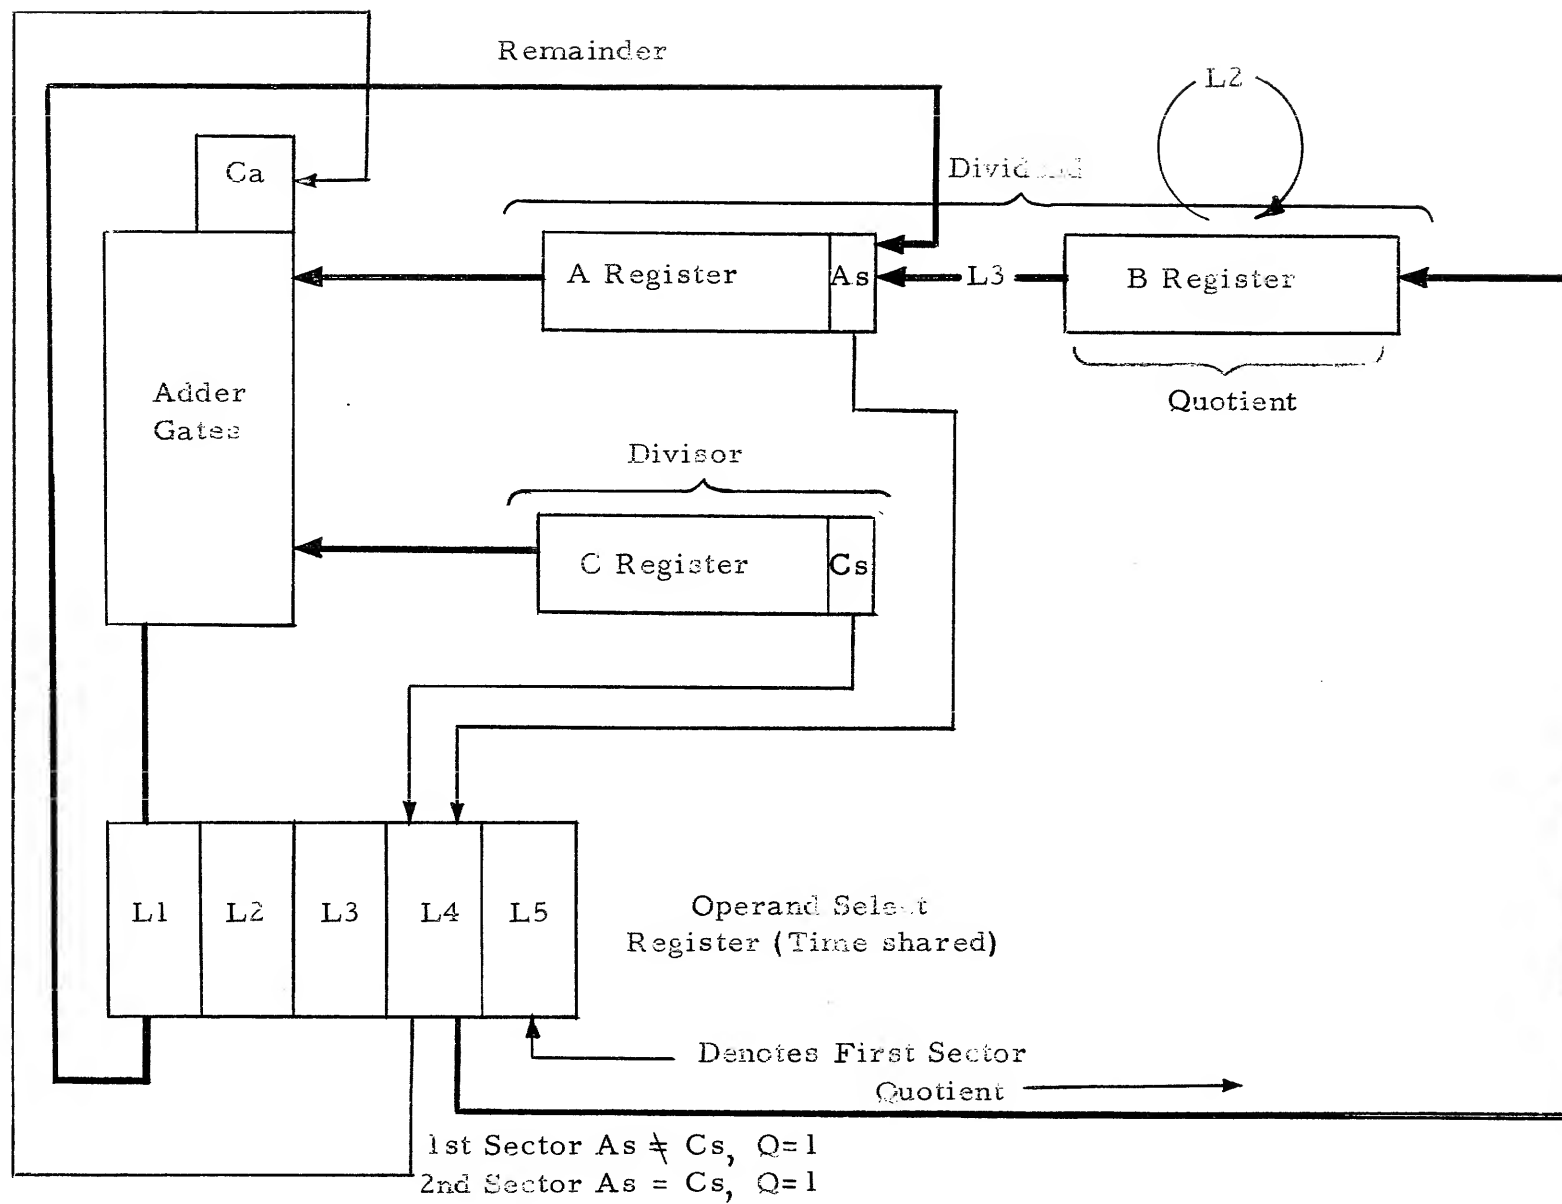 Remainder
L2
Ca
Dividend
A Register
As
L3
B Register
Adder
Gates
Quotient
Divisor
C Register
Cs
L1
L2
L3
L4
L5
Operand Select
Register (Time shared)
Denotes First Sector
Quotient
1st Sector As ≠ Cs, Q=1
2nd Sector As = Cs, Q=1